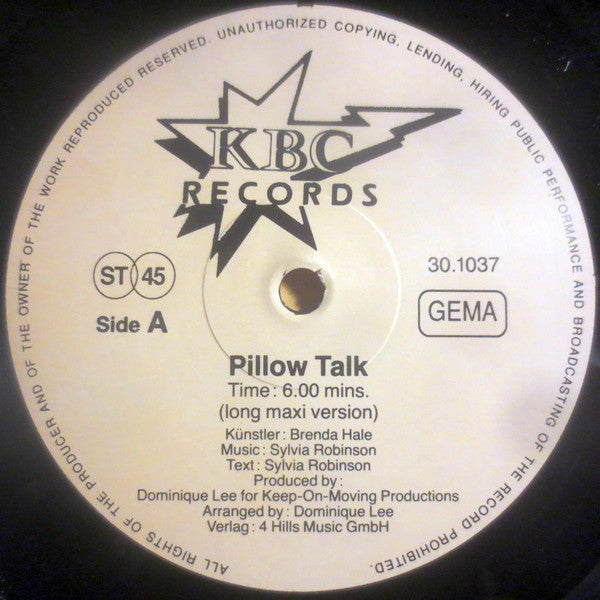 ALL RIGHTS OF THE PRODUCER AND OF THE OWNER OF THE WORK REPRODUCED RESERVED. UNAUTHORIZED COPYING, LENDING, HIRING PUBLIC PERFORMANCE AND BROADCASTING OF THE RECORD PROHIBITED.
KBC
RECORDS
ST 45
30.1037
Side A
GEMA
Pillow Talk
Time: 6.00 mins.
(long maxi version)
Künstler: Brenda Hale
Music: Sylvia Robinson
Text: Sylvia Robinson
Produced by:
Dominique Lee for Keep-On-Moving Productions
Arranged by: Dominique Lee
Verlag: 4 Hills Music GmbH